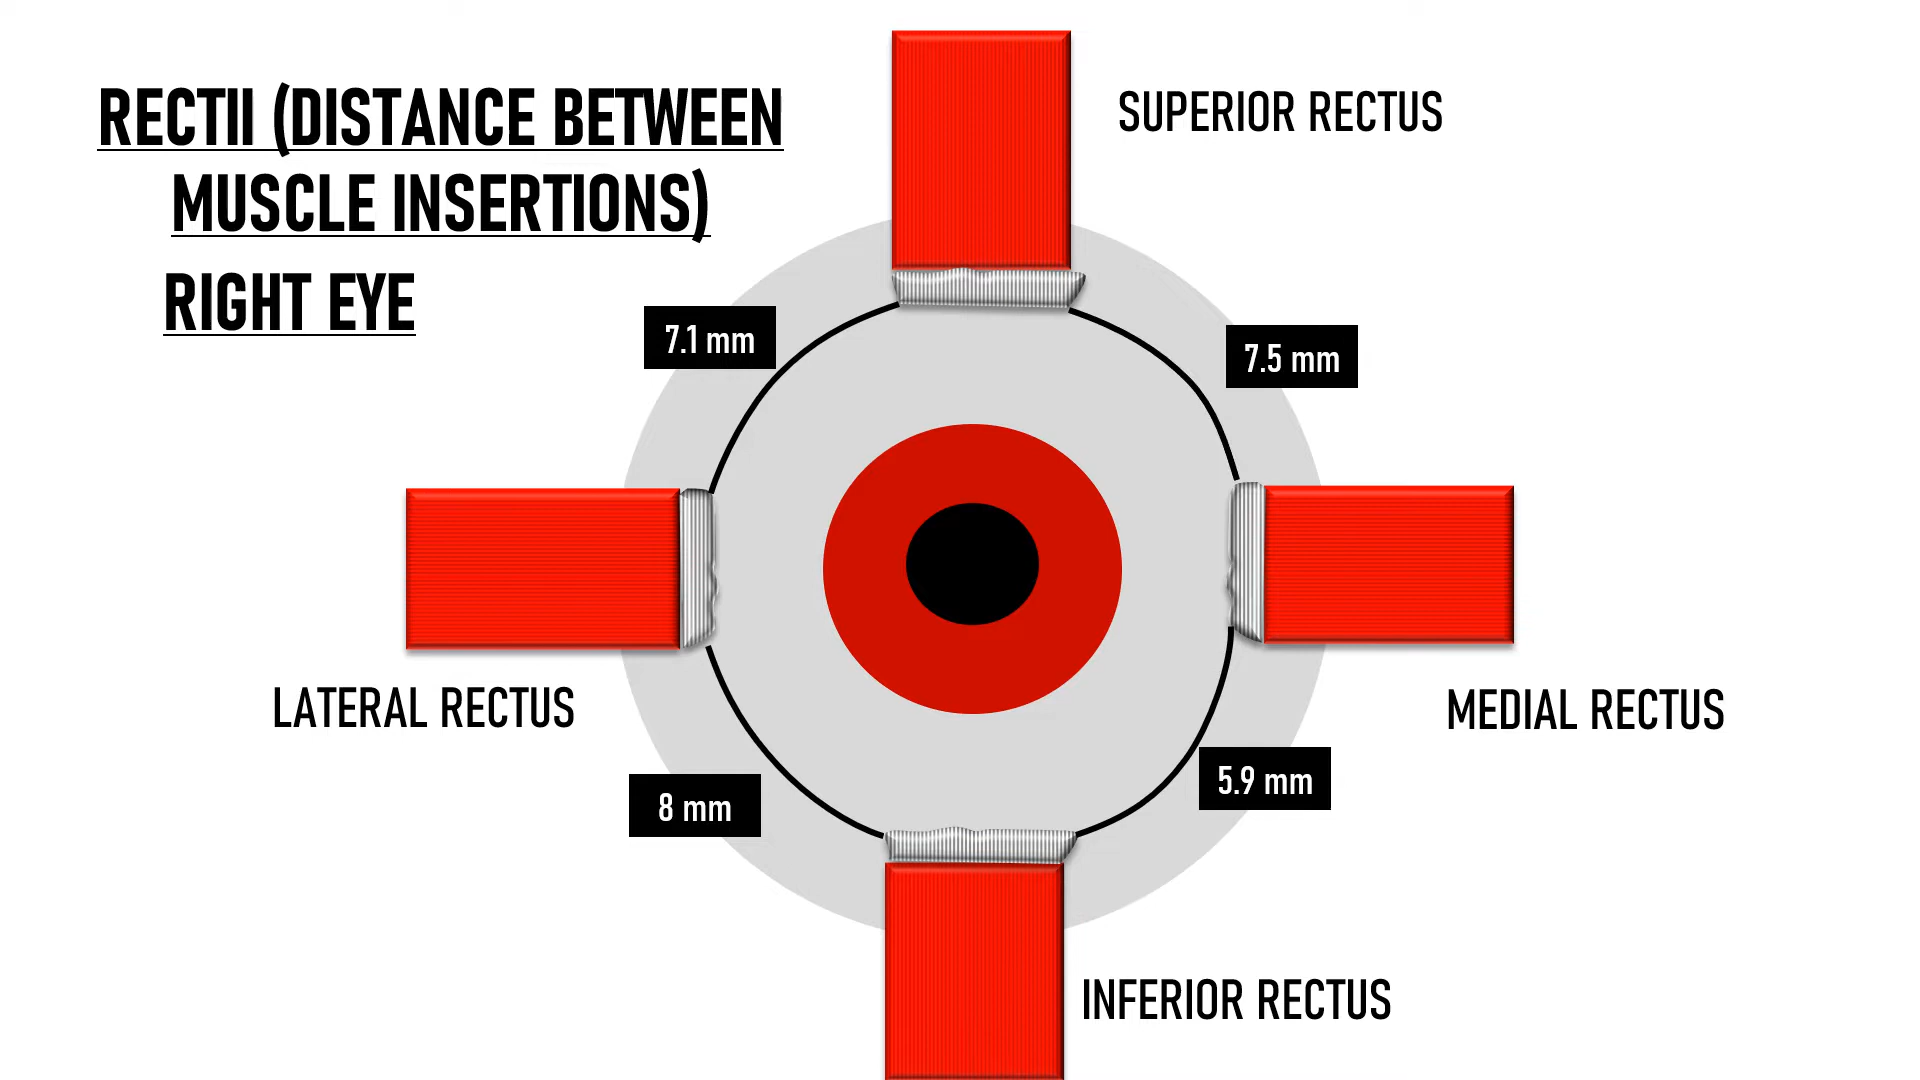 RECTII (DISTANCE BETWEEN
MUSCLE INSERTIONS)
RIGHT EYE
SUPERIOR RECTUS
7.1 mm
7.5 mm
LATERAL RECTUS
MEDIAL RECTUS
8 mm
5.9 mm
INFERIOR RECTUS